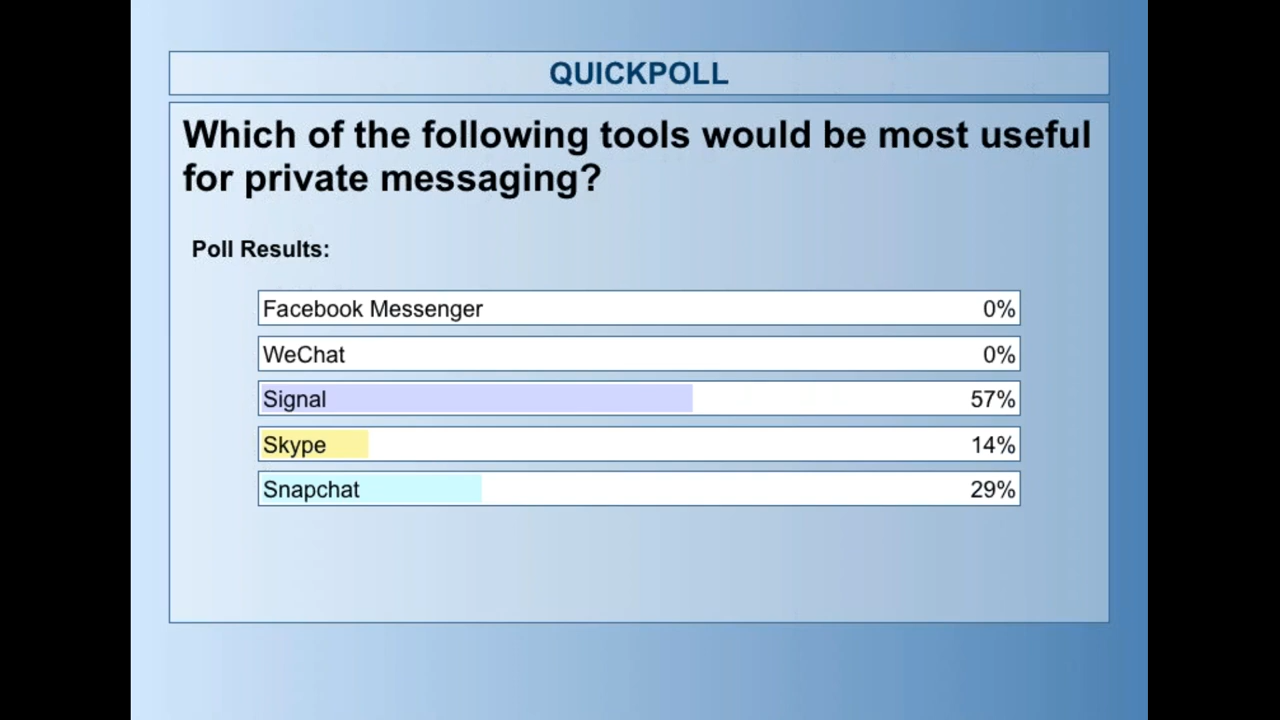 QUICKPOLL
Which of the following tools would be most useful
for private messaging?
Poll Results:
Facebook Messenger 0%
WeChat 0%
Signal 57%
Skype 14%
Snapchat 29%